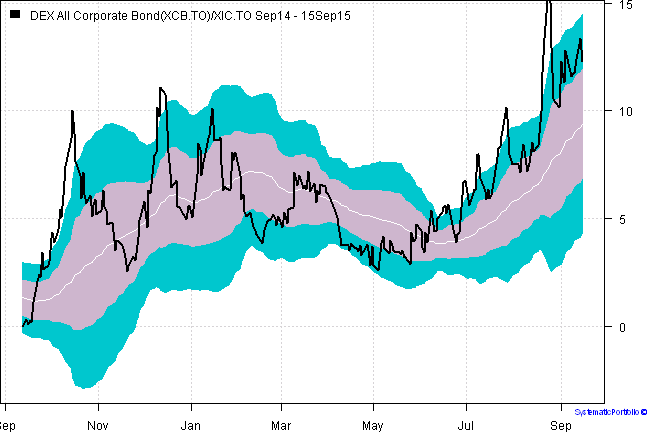 DEX All Corporate Bond(XCB.TO)/XIC.TO Sep14 - 15Sep15
15
10
5
0
Sep Nov Jan Mar May Jul Sep
SystematicPortfolio ©